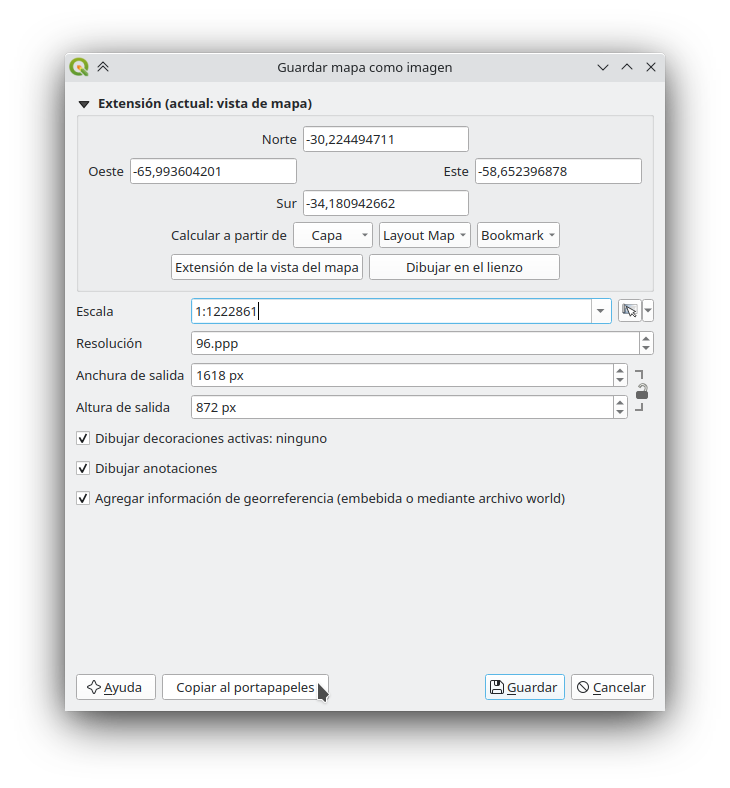 Guardar mapa como imagen
Extensión (actual: vista de mapa)
Norte -30,224494711
Oeste -65,993604201 Este -58,652396878
Sur -34,180942662
Calcular a partir de Capa Layout Map Bookmark
Extensión de la vista del mapa Dibujar en el lienzo
Escala 1:1222861
Resolución 96.ppp
Anchura de salida 1618 px
Altura de salida 872 px
Dibujar decoraciones activas: ninguno
Dibujar anotaciones
Agregar información de georreferencia (embebida o mediante archivo world)
Ayuda Copiar al portapapeles Guardar Cancelar